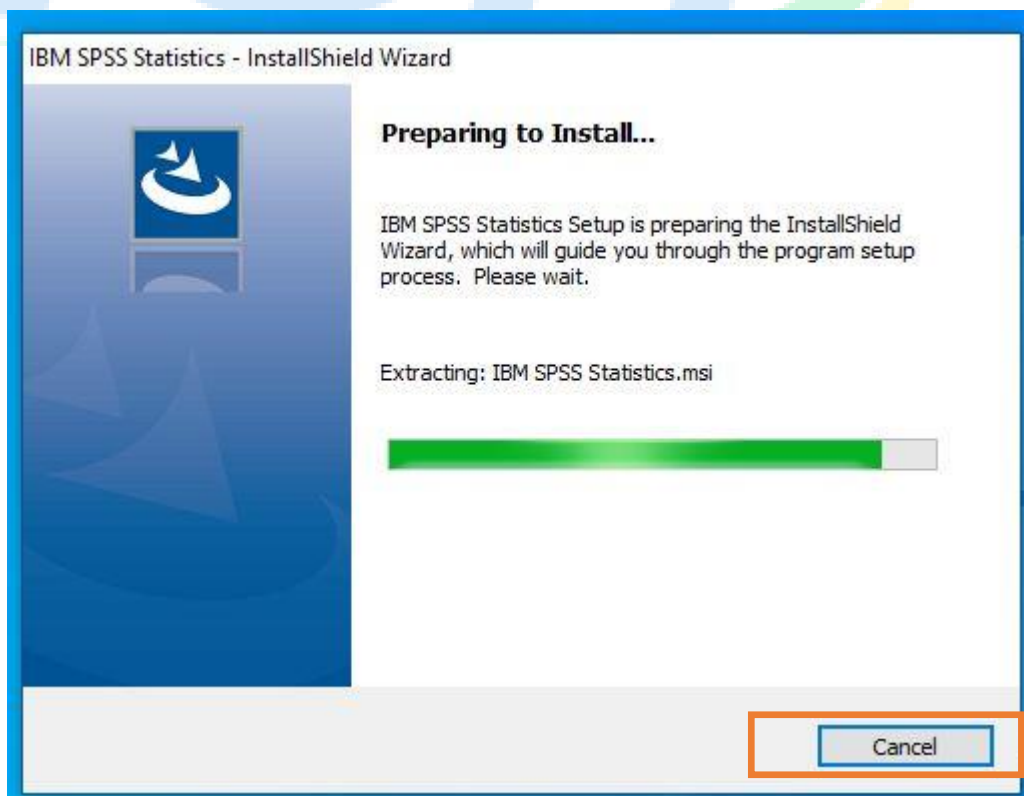 IBM SPSS Statistics - InstallShield Wizard
Preparing to Install...
IBM SPSS Statistics Setup is preparing the InstallShield
Wizard, which will guide you through the program setup
process. Please wait.
Extracting: IBM SPSS Statistics.msi
Cancel